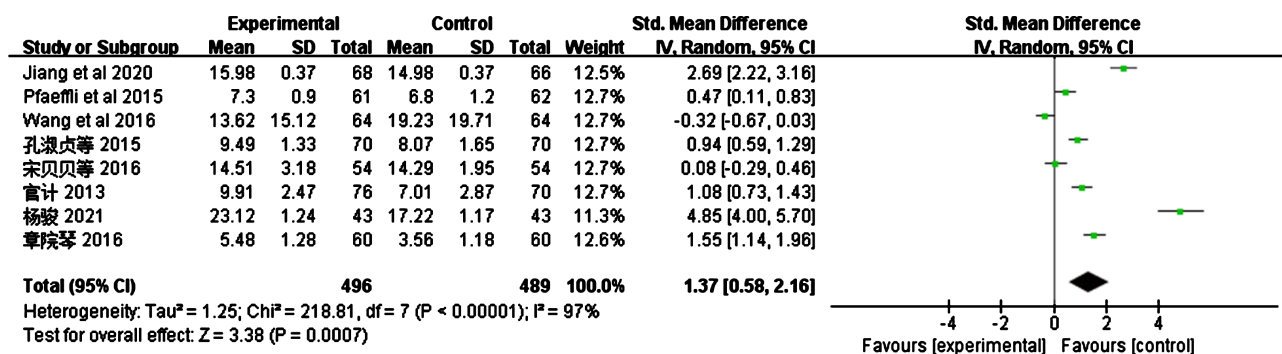 Experimental Control Std. Mean Difference Std. Mean Difference
Study or Subgroup Mean SD Total Mean SD Total Weight IV, Random, 95% CI IV, Random, 95% CI
Jiang et al 2020 15.98 0.37 68 14.98 0.37 66 12.5% 2.69 [2.22, 3.16]
Pfaeffli et al 2015 7.3 0.9 61 6.8 1.2 62 12.7% 0.47 [0.11, 0.83]
Wang et al 2016 13.62 15.12 64 19.23 19.71 64 12.7% -0.32 [-0.67, 0.03]
孔淑贞等 2015 9.49 1.33 70 8.07 1.65 70 12.7% 0.94 [0.59, 1.29]
宋贝贝等 2016 14.51 3.18 54 14.29 1.95 54 12.7% 0.08 [-0.29, 0.46]
官计 2013 9.91 2.47 76 7.01 2.87 70 12.7% 1.08 [0.73, 1.43]
杨骏 2021 23.12 1.24 43 17.22 1.17 43 11.3% 4.85 [4.00, 5.70]
章院琴 2016 5.48 1.28 60 3.56 1.18 60 12.6% 1.55 [1.14, 1.96]
Total (95% CI) 496 489 100.0% 1.37 [0.58, 2.16]
Heterogeneity: Tau² = 1.25; Chi² = 218.81, df = 7 (P < 0.00001); I² = 97%
Test for overall effect: Z = 3.38 (P = 0.0007)
-4 -2 0 2 4
Favours [experimental] Favours [control]